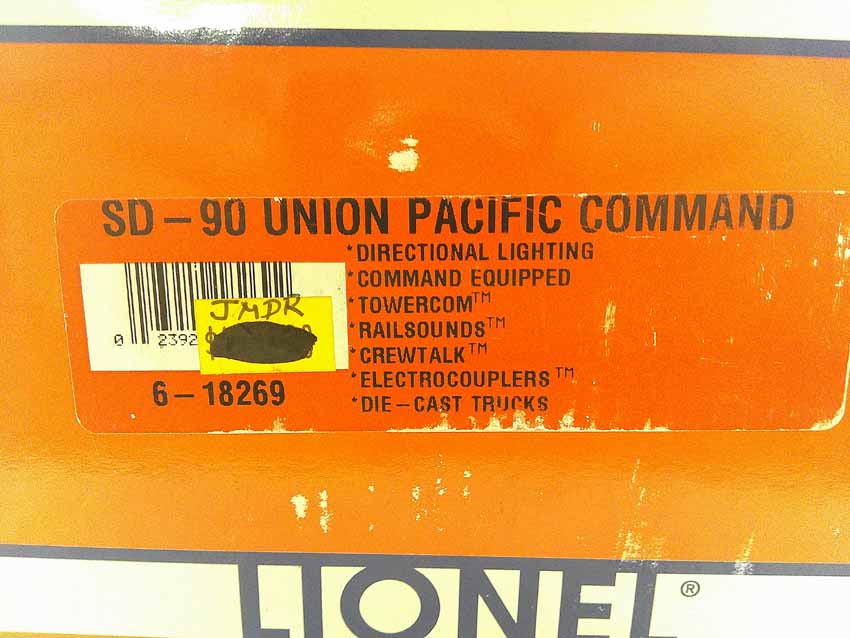 SD-90 UNION PACIFIC COMMAND
*DIRECTIONAL LIGHTING
*COMMAND EQUIPPED
*TOWERCOM™
*RAILSOUNDS™
*CREWTALK™
*ELECTROCOUPLERS™
*DIE-CAST TRUCKS
JMDR
0 2392
6-18269
LIONEL®